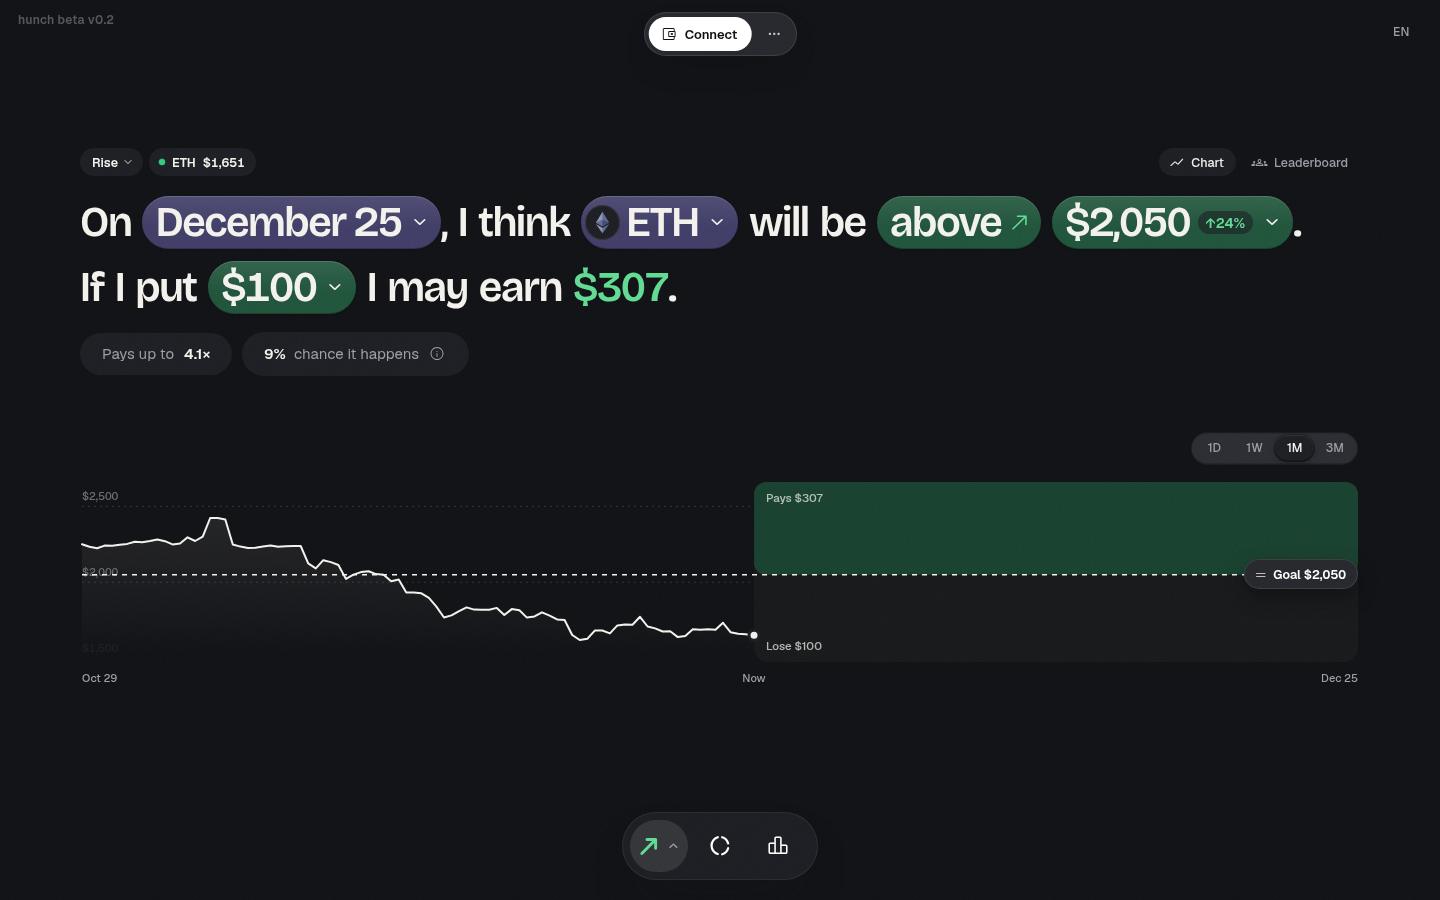 hunch beta v0.2
Connect
EN
Rise
ETH $1,651
Chart
Leaderboard
On December 25, I think ETH will be above $2,050 ↑24%.
If I put $100 I may earn $307.
Pays up to 4.1×
9% chance it happens
1D 1W 1M 3M
$2,500
Pays $307
$2,000
Goal $2,050
Lose $100
$1,500
Oct 29
Now
Dec 25